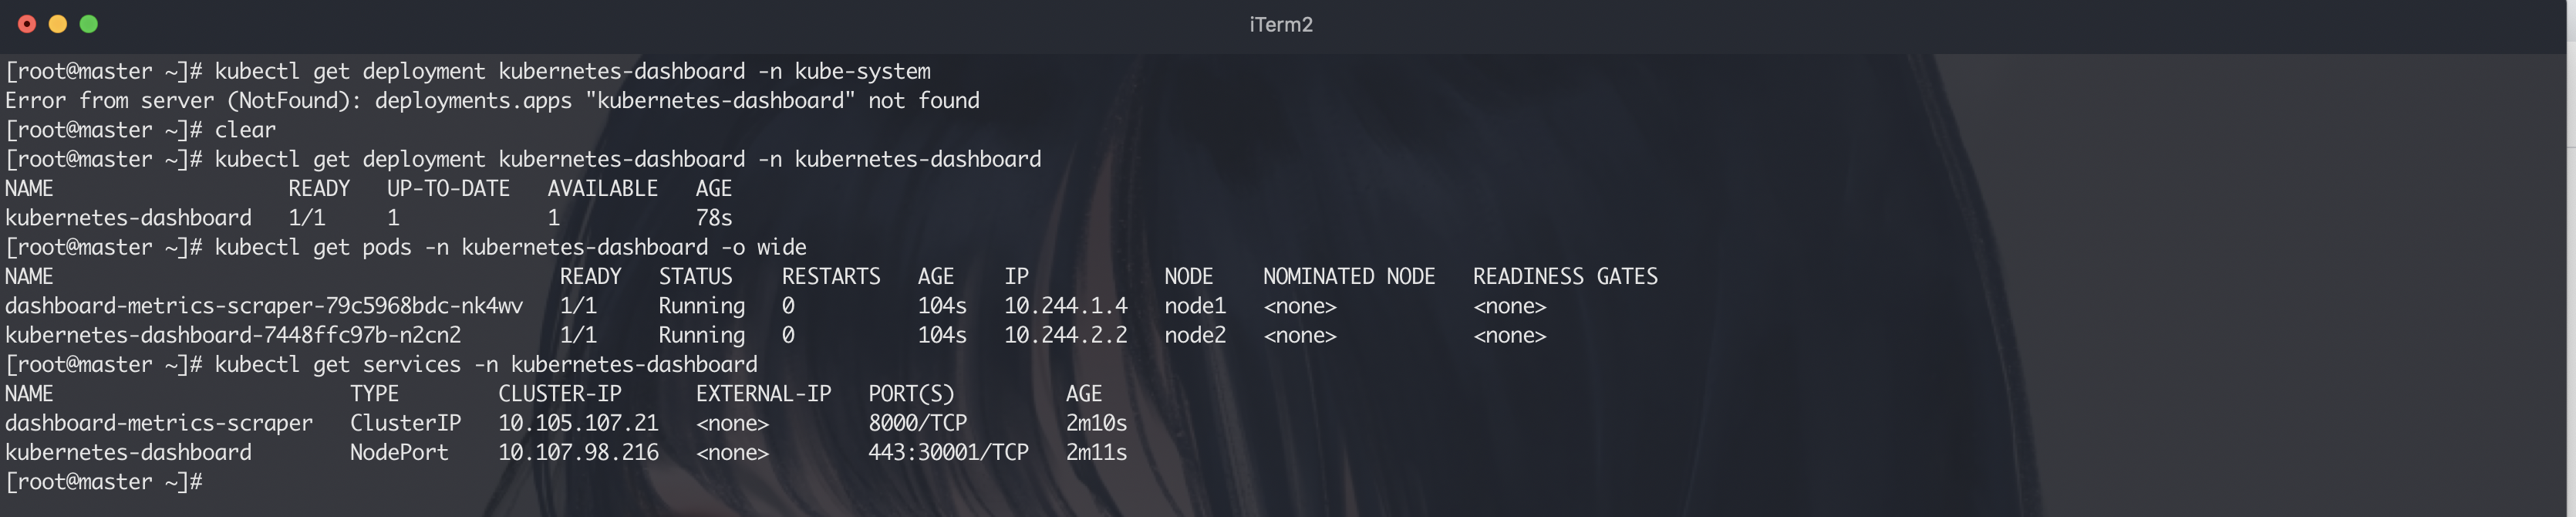 iTerm2
[root@master ~]# kubectl get deployment kubernetes-dashboard -n kube-system
Error from server (NotFound): deployments.apps "kubernetes-dashboard" not found
[root@master ~]# clear
[root@master ~]# kubectl get deployment kubernetes-dashboard -n kubernetes-dashboard
NAME                   READY   UP-TO-DATE   AVAILABLE   AGE
kubernetes-dashboard   1/1     1            1           78s
[root@master ~]# kubectl get pods -n kubernetes-dashboard -o wide
NAME                                         READY   STATUS    RESTARTS   AGE    IP           NODE    NOMINATED NODE   READINESS GATES
dashboard-metrics-scraper-79c5968bdc-nk4wv   1/1     Running   0          104s   10.244.1.4   node1   <none>           <none>
kubernetes-dashboard-7448ffc97b-n2cn2        1/1     Running   0          104s   10.244.2.2   node2   <none>           <none>
[root@master ~]# kubectl get services -n kubernetes-dashboard
NAME                        TYPE        CLUSTER-IP      EXTERNAL-IP   PORT(S)         AGE
dashboard-metrics-scraper   ClusterIP   10.105.107.21   <none>        8000/TCP        2m10s
kubernetes-dashboard        NodePort    10.107.98.216   <none>        443:30001/TCP   2m11s
[root@master ~]#